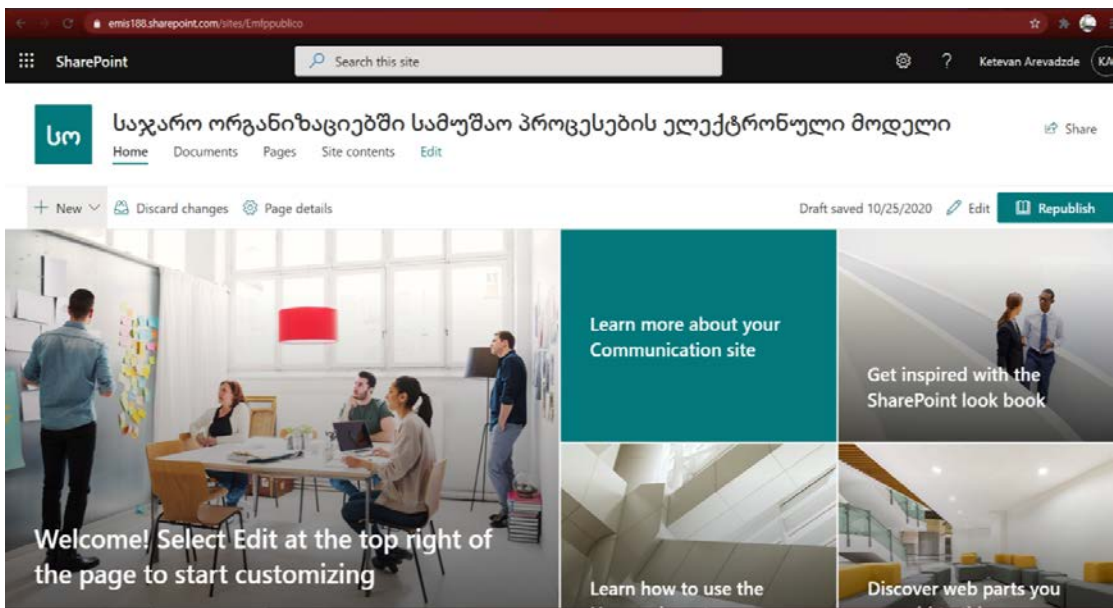 emis188.sharepoint.com/sites/Emfppublico
SharePoint
Search this site
?
Ketevan Arevadzde
KA
სო
საჯარო ორგანიზაციებში სამუშაო პროცესების ელექტრონული მოდელი
Share
Home Documents Pages Site contents Edit
+ New Discard changes Page details
Draft saved 10/25/2020 Edit Republish
Welcome! Select Edit at the top right of
the page to start customizing
Learn more about your
Communication site
Get inspired with the
SharePoint look book
Learn how to use the
Discover web parts you